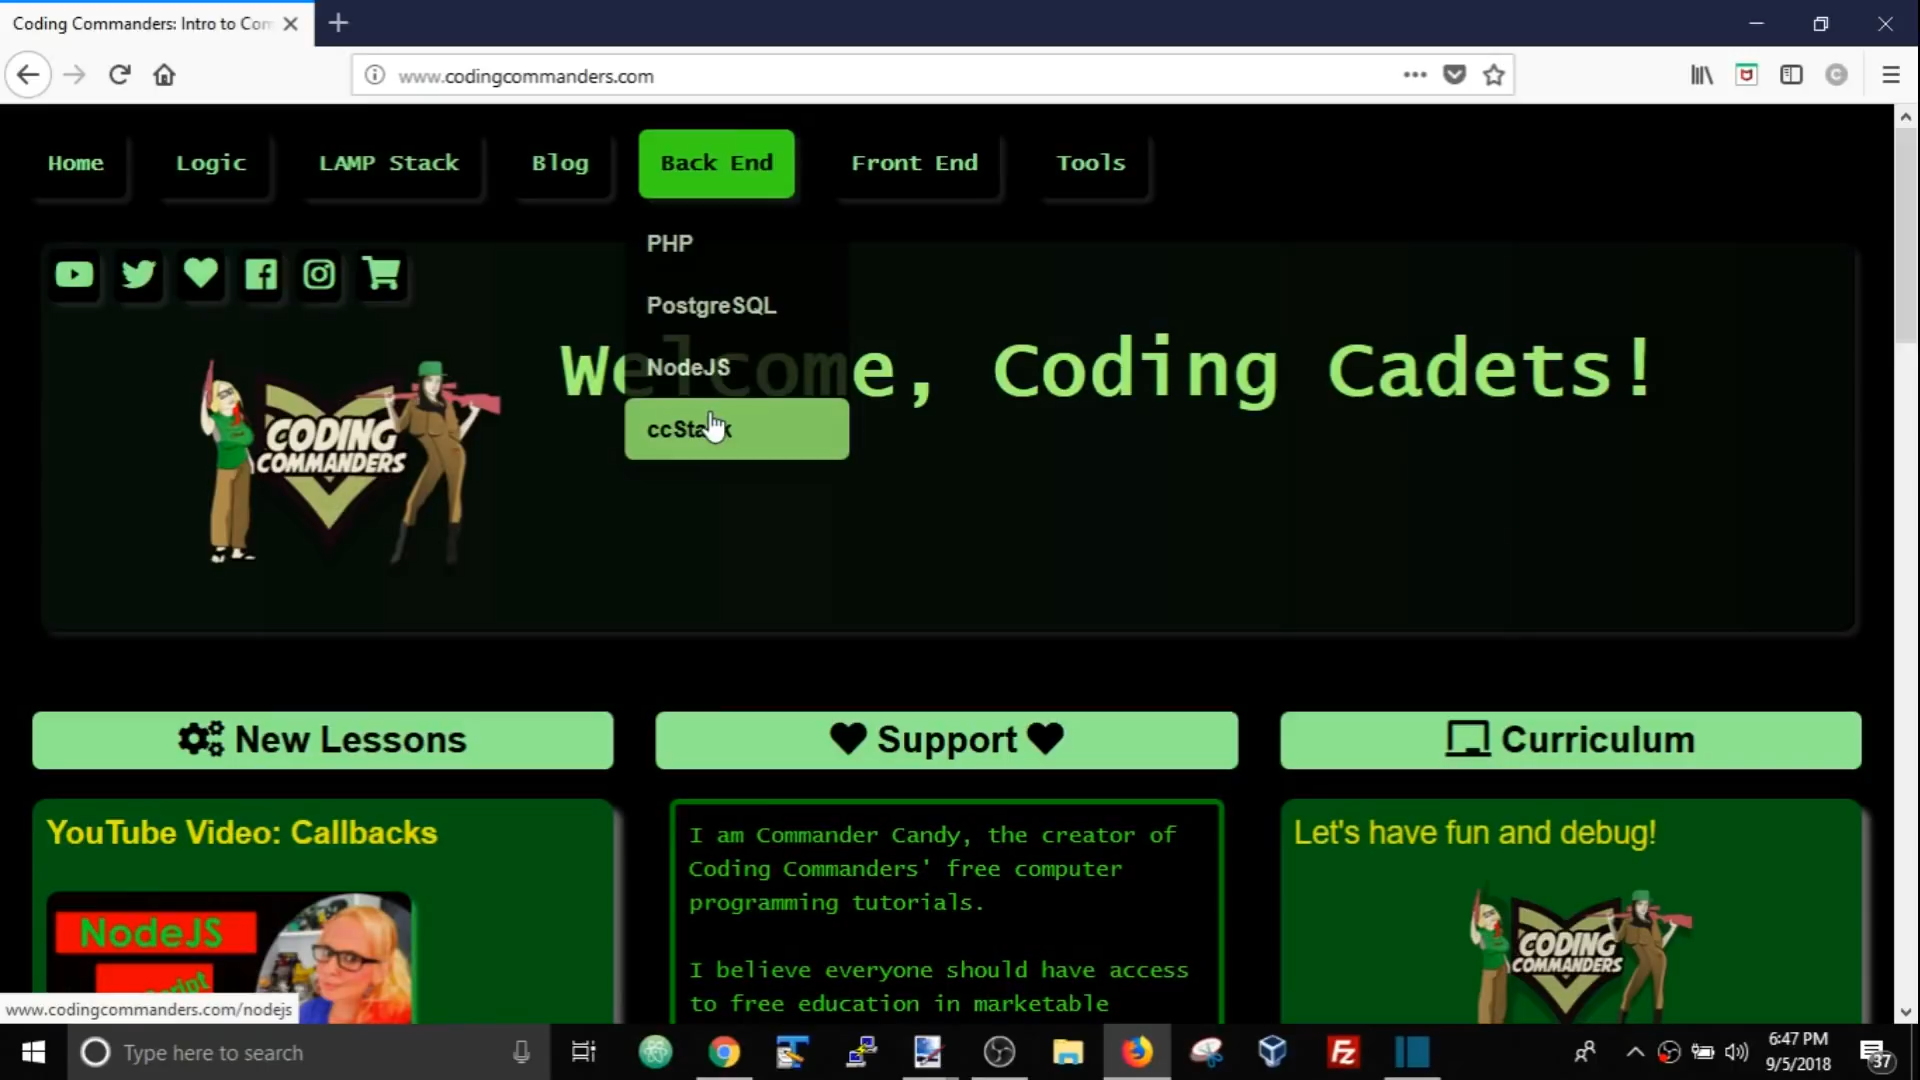 Coding Commanders: Intro to Com
www.codingcommanders.com
Home
Logic
LAMP Stack
Blog
Back End
Front End
Tools
PHP
PostgreSQL
NodeJS
ccStack
Welcome, Coding Cadets!
CODING
COMMANDERS
New Lessons
Support
Curriculum
YouTube Video: Callbacks
NodeJS
I am Commander Candy, the creator of
Coding Commanders' free computer
programming tutorials.
I believe everyone should have access
to free education in marketable
Let's have fun and debug!
CODING
COMMANDERS
www.codingcommanders.com/nodejs
Type here to search
6:47 PM
9/5/2018
37